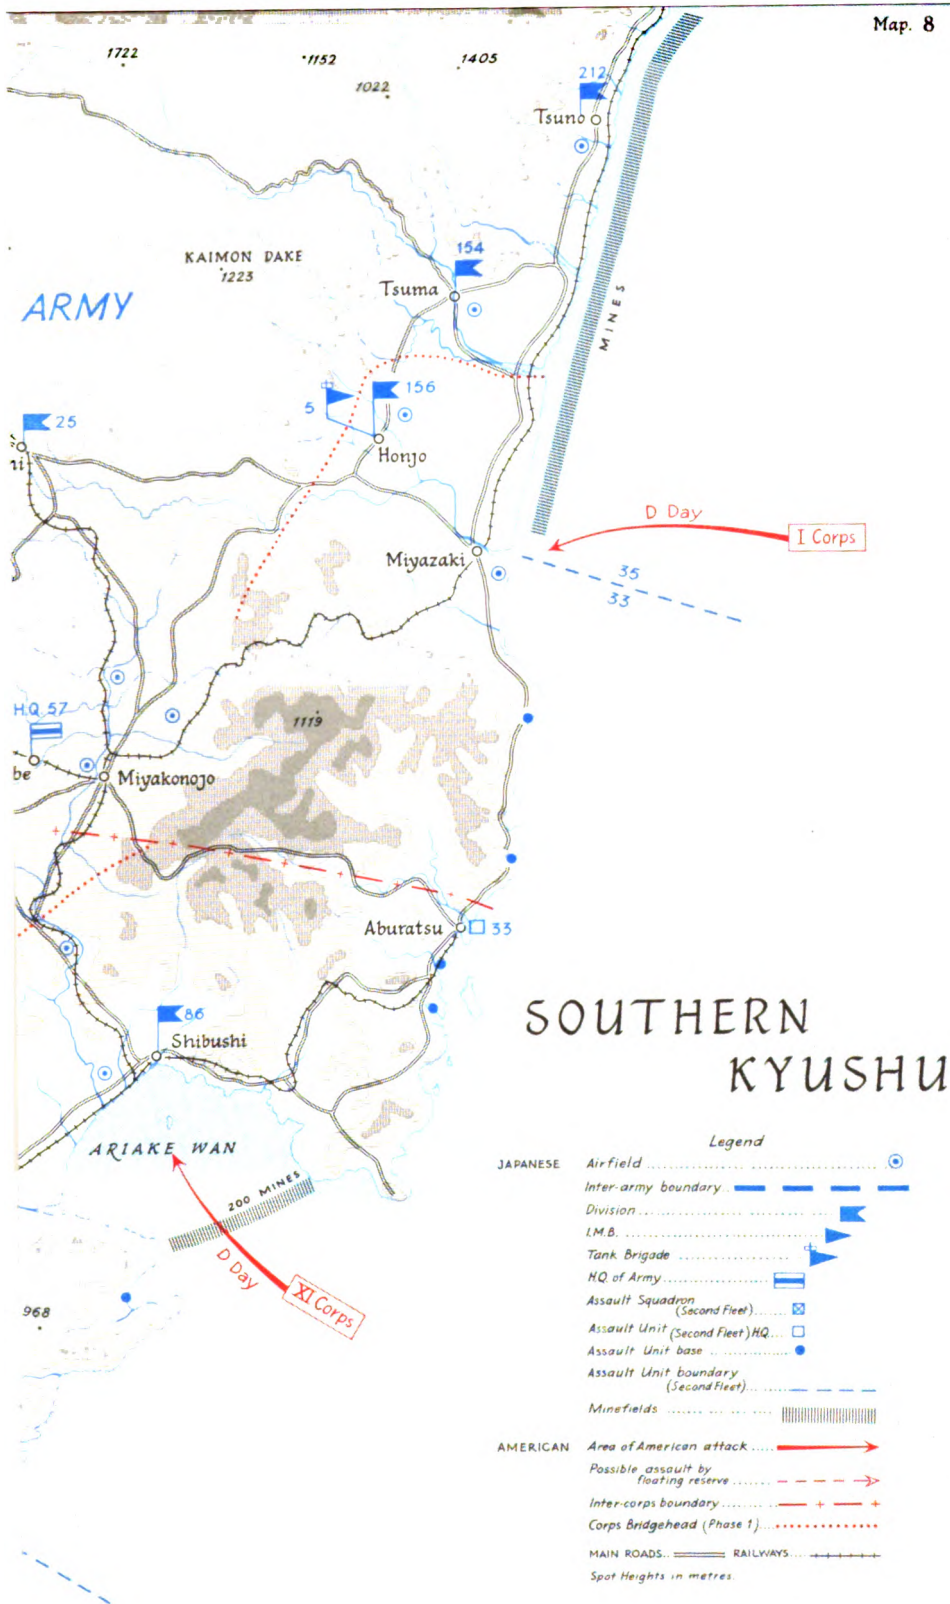 Map. 8
1722
1152
1405
1022
212
Tsuno
154
KAIMON DAKE
1223
Tsuma
ARMY
MINES
5
156
25
ni
Honjo
D Day
I Corps
Miyazaki
35
33
H.Q. 57
1119
be
Miyakonojo
Aburatsu
33
SOUTHERN
KYUSHU
86
Shibushi
ARIAKE WAN
200 MINES
D Day
XI Corps
968
Legend
JAPANESE
Airfield
Inter-army boundary
Division
I.M.B.
Tank Brigade
H.Q. of Army
Assault Squadron
(Second Fleet)
Assault Unit (Second Fleet) H.Q.
Assault Unit base
Assault Unit boundary
(Second Fleet)
Minefields
AMERICAN
Area of American attack
Possible assault by
floating reserve
Inter-corps boundary
Corps Bridgehead (Phase 1)
MAIN ROADS RAILWAYS
Spot Heights in metres.